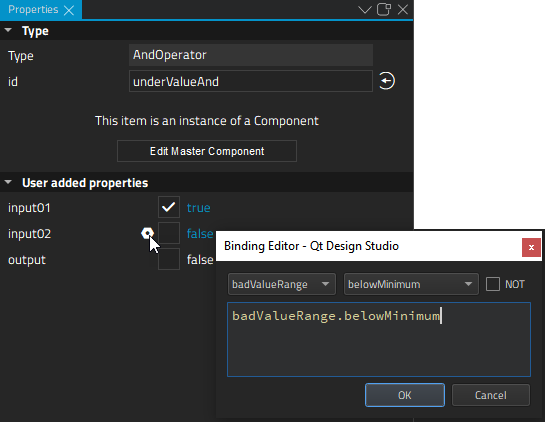 Properties
Type
Type AndOperator
id underValueAnd
This item is an instance of a Component
Edit Master Component
User added properties
input01 true
input02 false
output false
Binding Editor - Qt Design Studio
badValueRange belowMinimum NOT
badValueRange.belowMinimum
OK Cancel